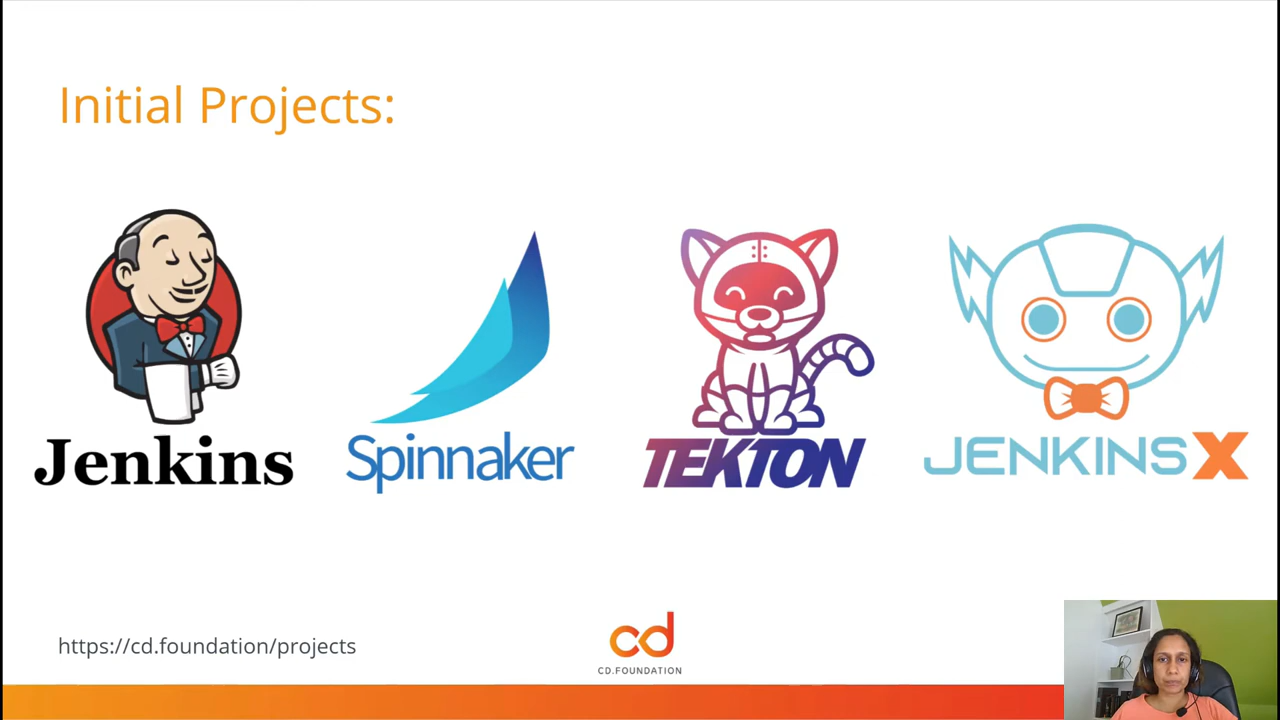 Initial Projects:
Jenkins
Spinnaker
TEKTON
JENKINS X
https://cd.foundation/projects
cd
CD.FOUNDATION